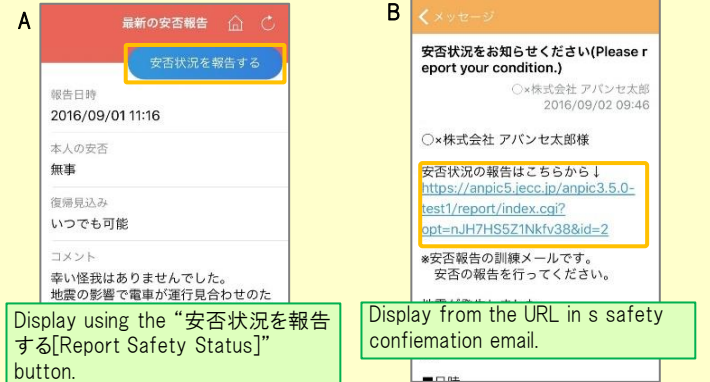 A
最新の安否報告
安否状況を報告する
報告日時
2016/09/01 11:16
本人の安否
無事
復帰見込み
いつでも可能
コメント
幸い怪我はありませんでした。
地震の影響で電車が運行見合わせのた
Display using the “安否状況を報告
する[Report Safety Status]”
button.
B
メッセージ
安否状況をお知らせください(Please r
eport your condition.)
○×株式会社 アバンセ太郎
2016/09/02 09:46
○×株式会社 アバンセ太郎様
安否状況の報告はこちらから↓
https://anpic5.jecc.jp/anpic3.5.0-
test1/report/index.cgi?
opt=nJH7HS5Z1Nkfv38&id=2
※安否報告の訓練メールです。
安否の報告を行ってください。
Display from the URL in s safety
confiemation email.
■日時